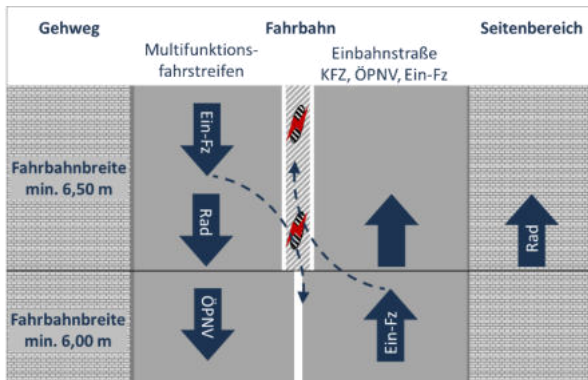 Gehweg
Fahrbahn
Seitenbereich
Multifunktions-
fahrstreifen
Einbahnstraße
KFZ, ÖPNV, Ein-Fz
Ein-Fz
Fahrbahnbreite
min. 6,50 m
Rad
Rad
Fahrbahnbreite
min. 6,00 m
ÖPNV
Ein-Fz